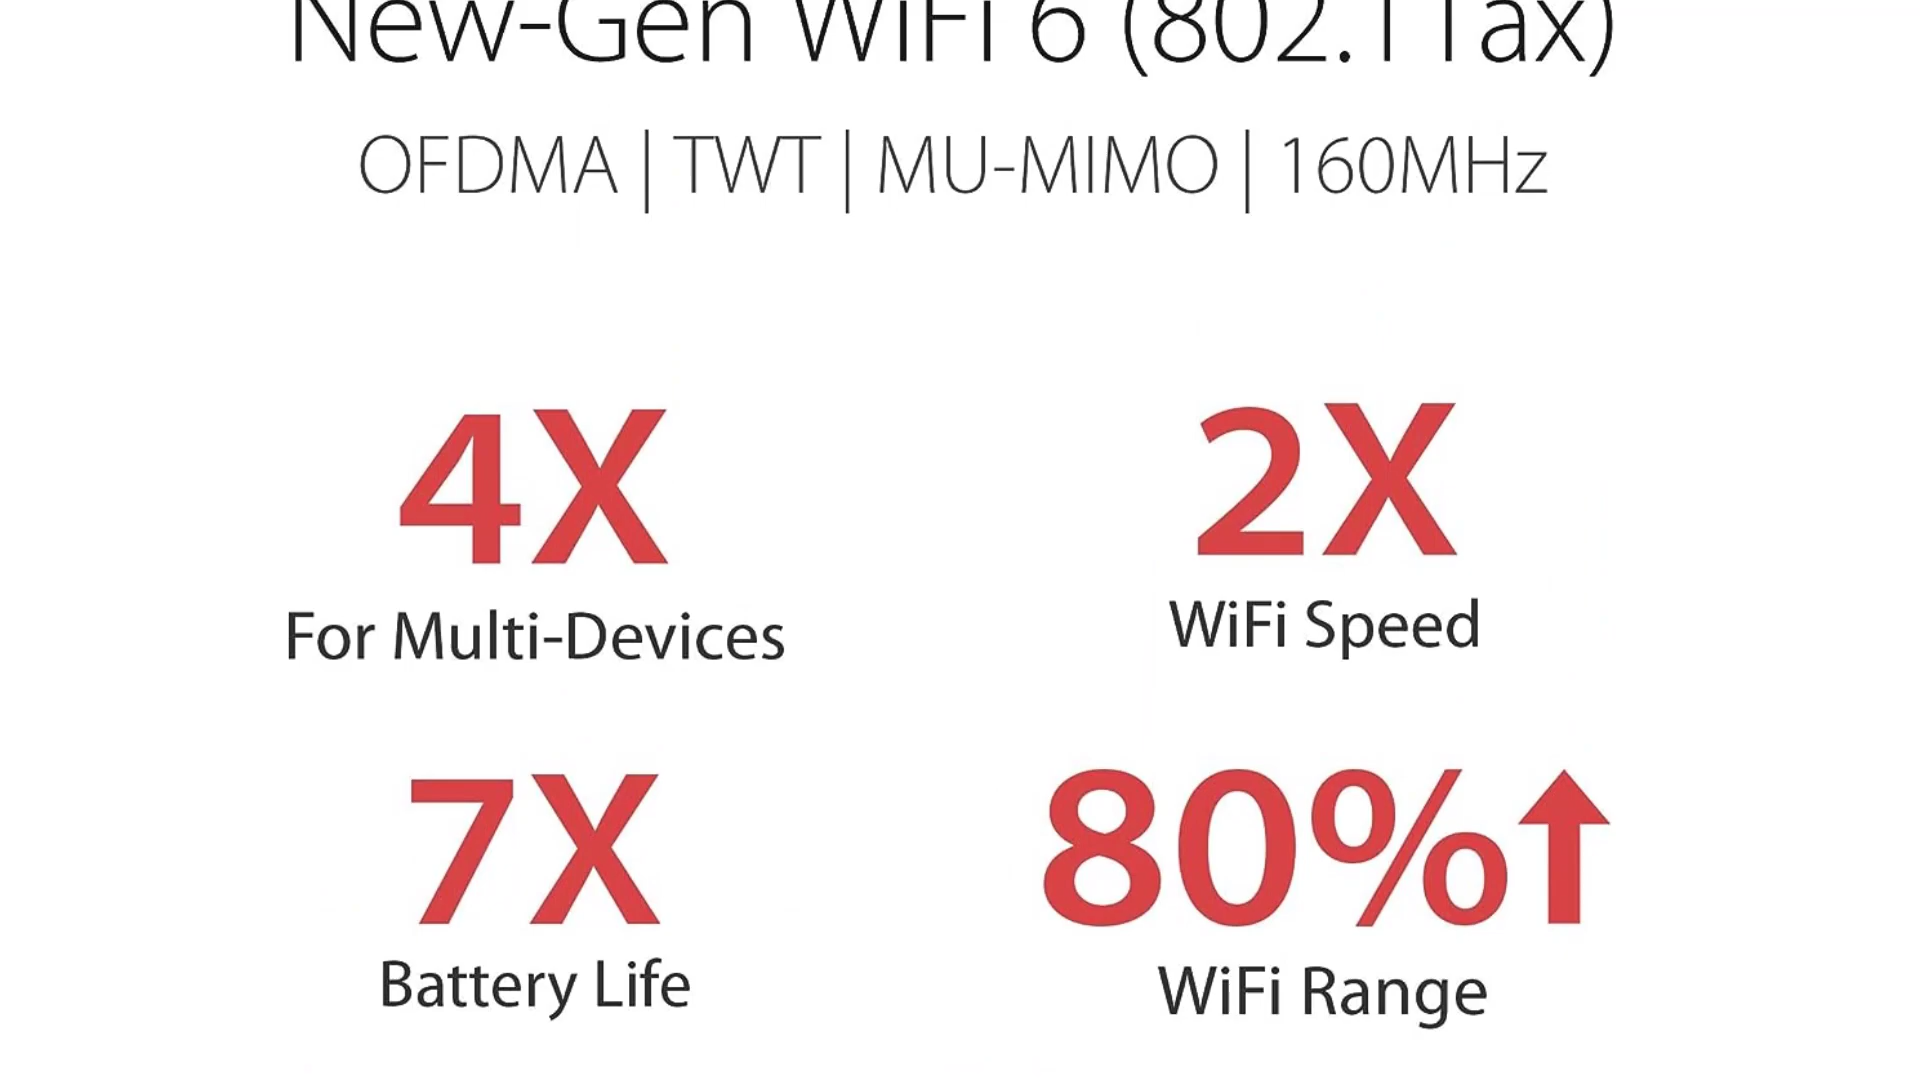 New-Gen WiFi 6 (802.11ax)
OFDMA | TWT | MU-MIMO | 160MHz
4X
For Multi-Devices
2X
WiFi Speed
7X
Battery Life
80%↑
WiFi Range